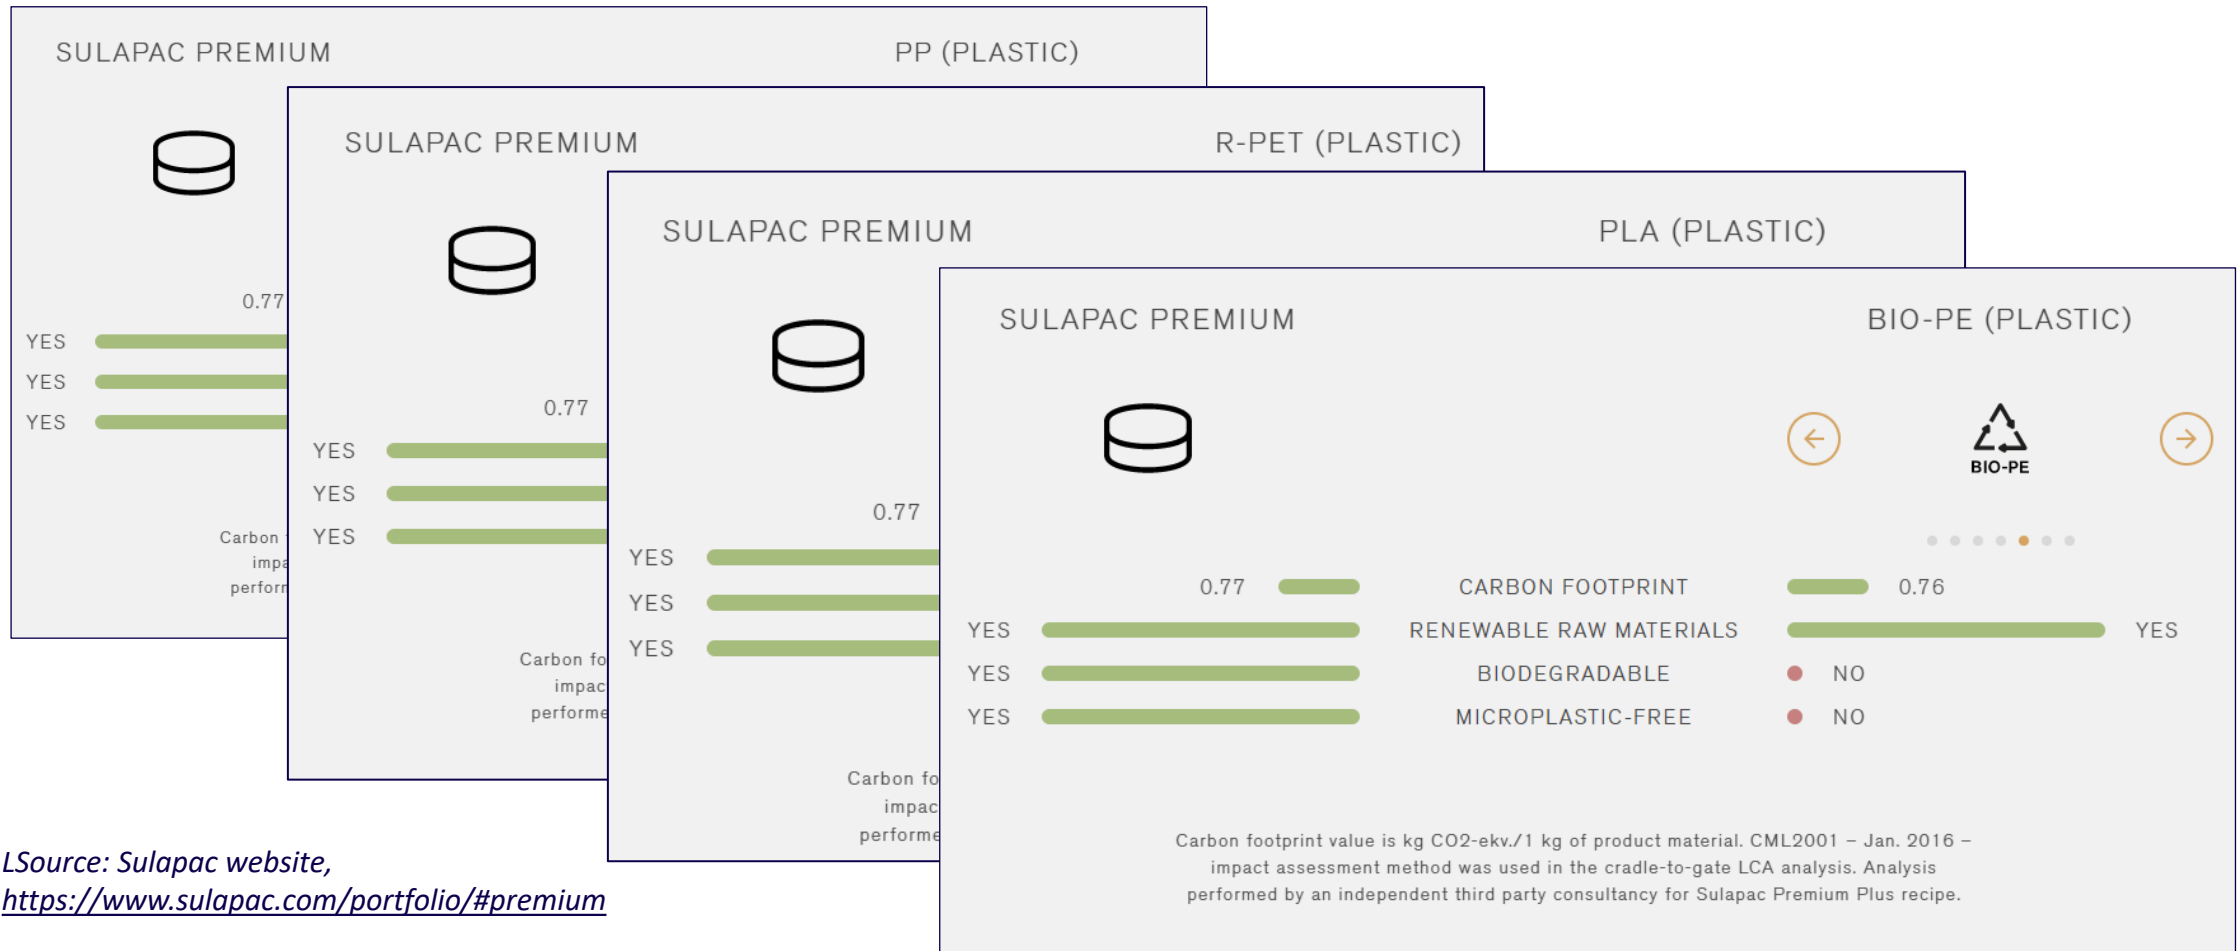 SULAPAC PREMIUM PP (PLASTIC)
0.77
YES
YES
YES
Carbon
SULAPAC PREMIUM R-PET (PLASTIC)
0.77
YES
YES
YES
Carbon
SULAPAC PREMIUM PLA (PLASTIC)
0.77
YES
YES
YES
Carbon
SULAPAC PREMIUM BIO-PE (PLASTIC)
BIO-PE
0.77 CARBON FOOTPRINT 0.76
YES RENEWABLE RAW MATERIALS YES
YES BIODEGRADABLE NO
YES MICROPLASTIC-FREE NO
Carbon footprint value is kg CO2-ekv./1 kg of product material. CML2001 – Jan. 2016 –
impact assessment method was used in the cradle-to-gate LCA analysis. Analysis
performed by an independent third party consultancy for Sulapac Premium Plus recipe.
LSource: Sulapac website,
https://www.sulapac.com/portfolio/#premium